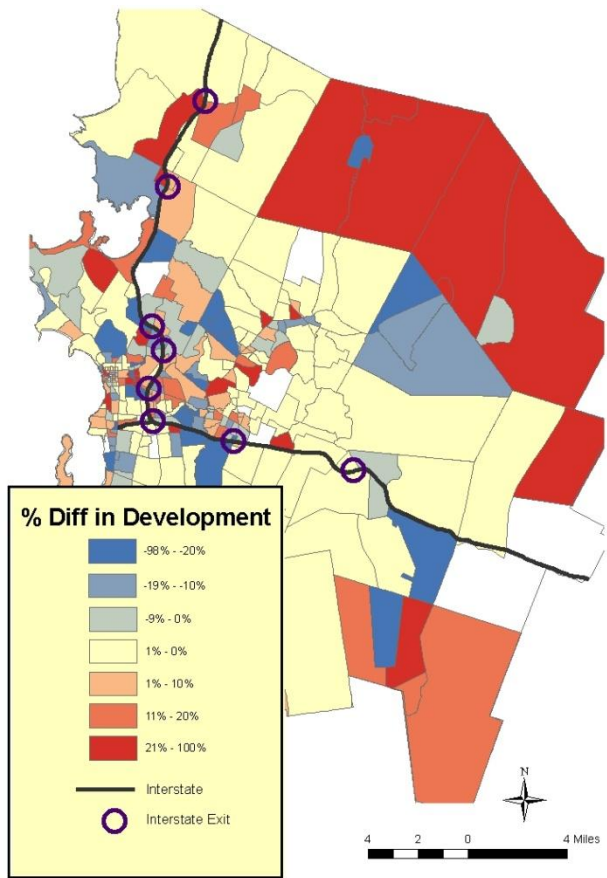 % Diff in Development
-98% - -20%
-19% - -10%
-9% - 0%
1% - 0%
1% - 10%
11% - 20%
21% - 100%
Interstate
Interstate Exit
N
4 2 0 4 Miles